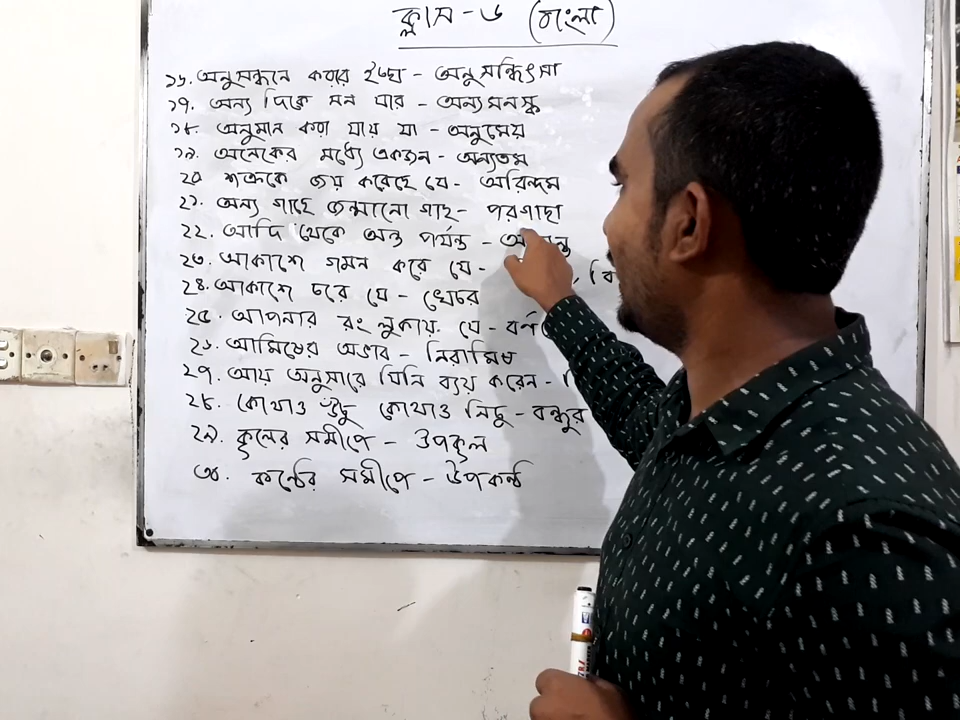 ক্লাস - ৬ (বাংলা)
১৬. অনুসন্ধান করার ইচ্ছা - অনুসন্ধিৎসা
১৭. অন্য দিকে মন যার - অন্যমনস্ক
১৮. অনুমান করা যায় যা - অনুমেয়
১৯. অনেকের মধ্যে একজন - অন্যতম
২০ শত্রুকে জয় করেছে যে - অরিন্দম
২১. অন্য গাছে জন্মানো গাছ - পরগাছা
২২. আদি থেকে অন্ত পর্যন্ত -
২৩. আকাশে গমন করে যে -
২৪. আকাশে চরে যে - খেচর
২৫. আপনার রং লুকায় যে - বর্ণ
২৬. আমিষের অভাব - নিরামিষ
২৭. আয় অনুসারে যিনি ব্যয় করেন -
২৮. কোথাও উঁচু কোথাও নিচু - বন্ধুর
২৯. কূলের সমীপে - উপকূল
৩০. কন্ঠের সমীপে - উপকন্ঠ